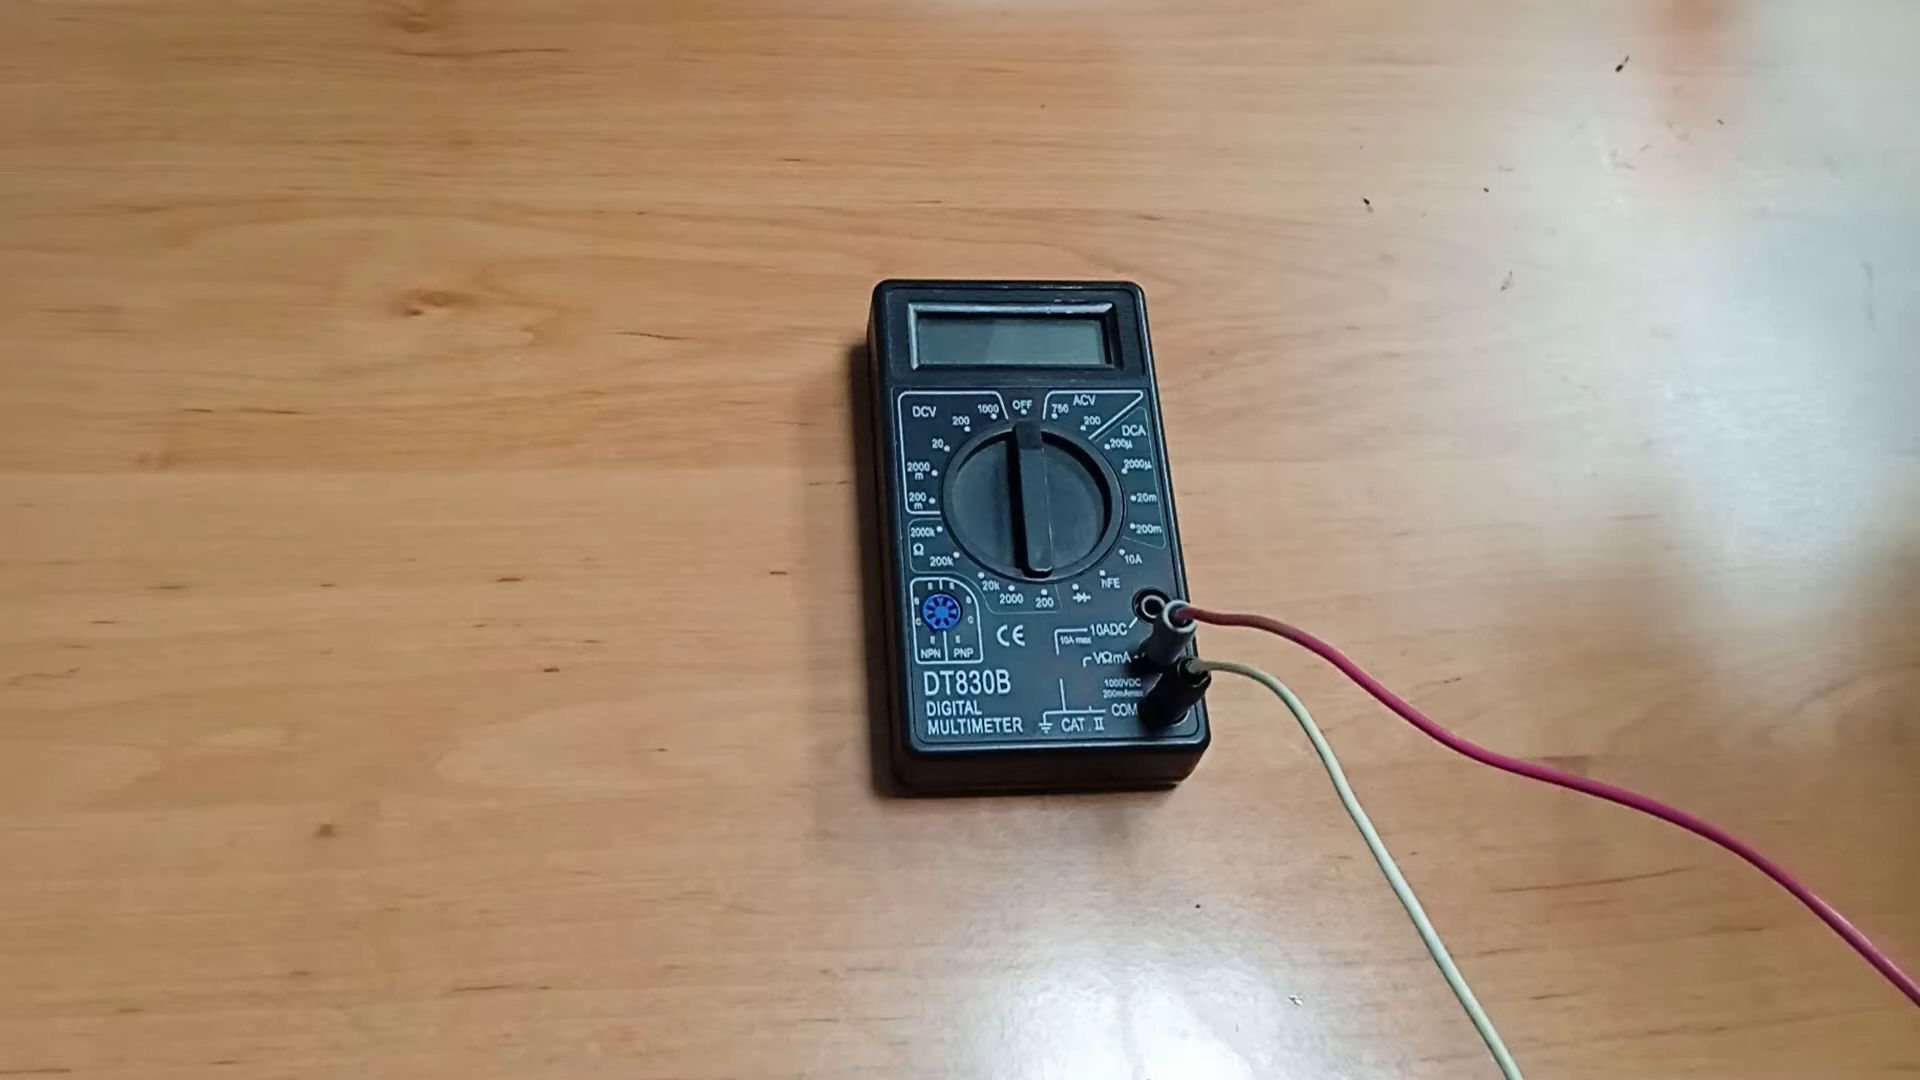 DCV
OFF
ACV
1000
750
200
200
DCA
20
200µ
2000
m
2000µ
200
m
20m
2000k
200m
Ω
200k
10A
20k
2000
200
hFE
E E
B B
C C
E E
NPN PNP
CE
10ADC
10A max
VΩmA
1000VDC
200mAmax
COM
CAT. II
DT830B
DIGITAL
MULTIMETER